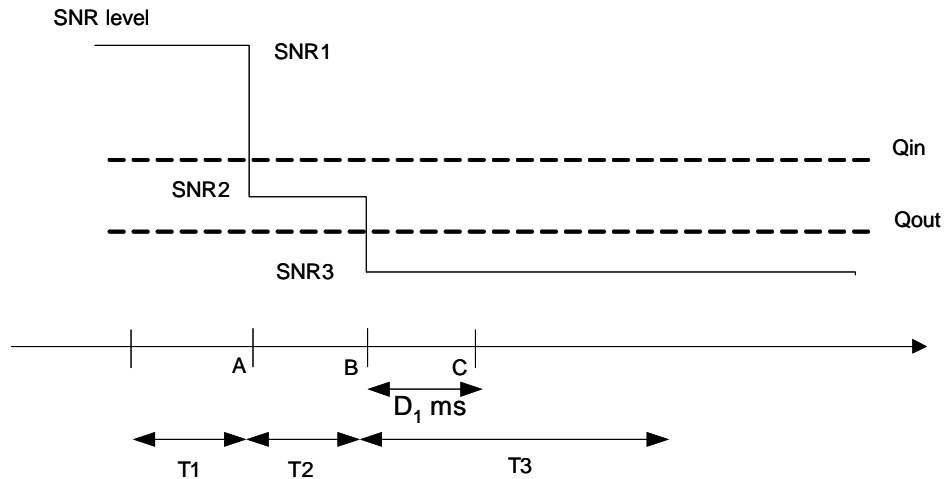 SNR level
SNR1
Qin
SNR2
Qout
SNR3
A
B
C
D1 ms
T1
T2
T3